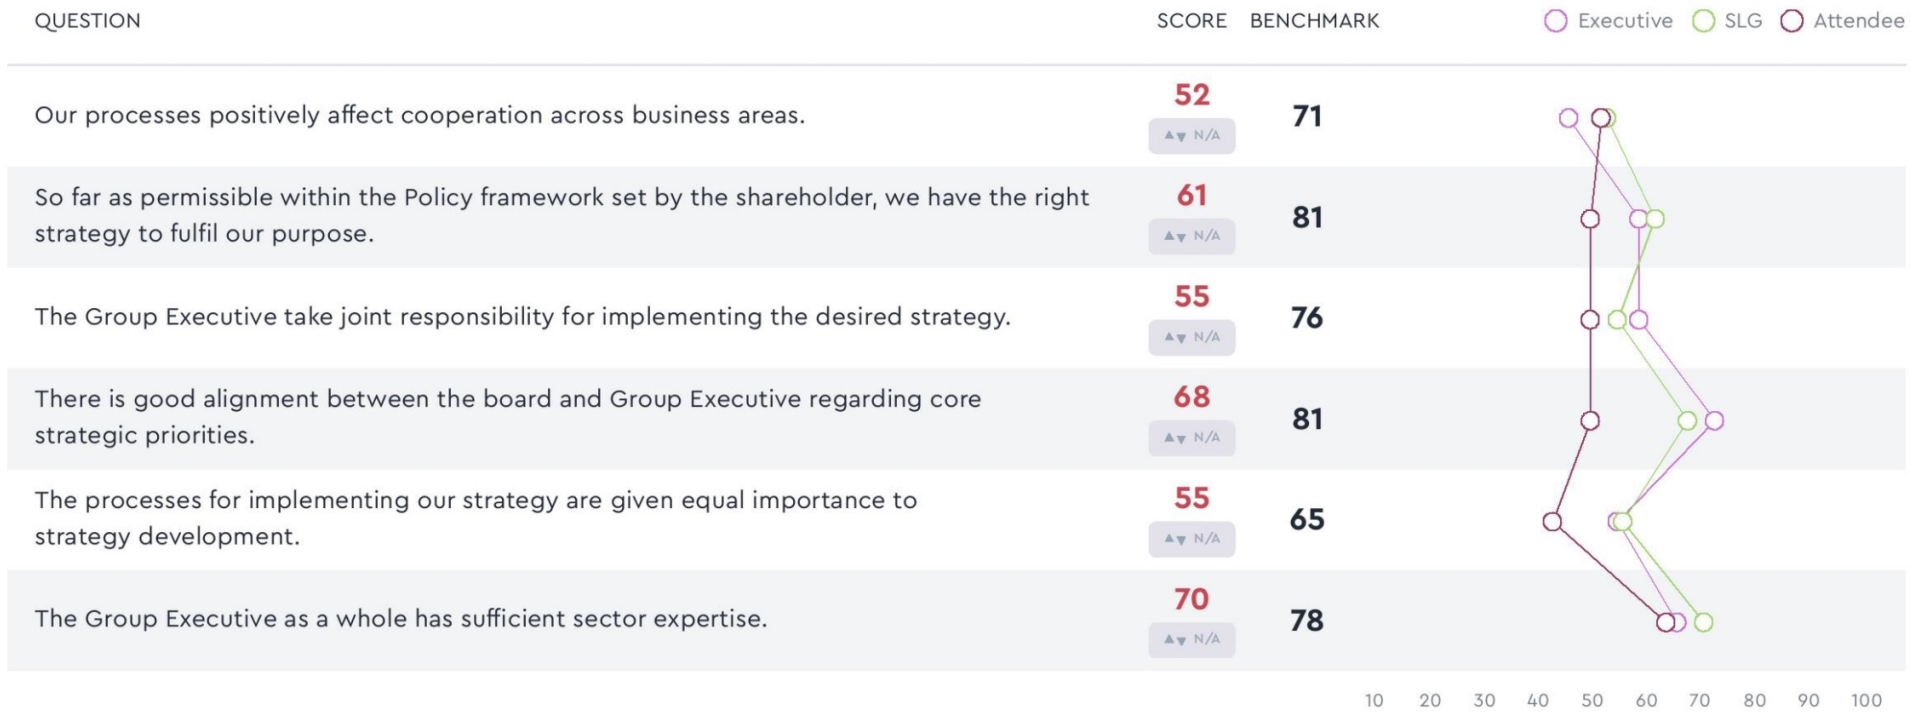 QUESTION SCORE BENCHMARK Executive SLG Attendee
Our processes positively affect cooperation across business areas. 52 ▲▼ N/A 71
So far as permissible within the Policy framework set by the shareholder, we have the right
strategy to fulfil our purpose. 61 ▲▼ N/A 81
The Group Executive take joint responsibility for implementing the desired strategy. 55 ▲▼ N/A 76
There is good alignment between the board and Group Executive regarding core
strategic priorities. 68 ▲▼ N/A 81
The processes for implementing our strategy are given equal importance to
strategy development. 55 ▲▼ N/A 65
The Group Executive as a whole has sufficient sector expertise. 70 ▲▼ N/A 78
10 20 30 40 50 60 70 80 90 100